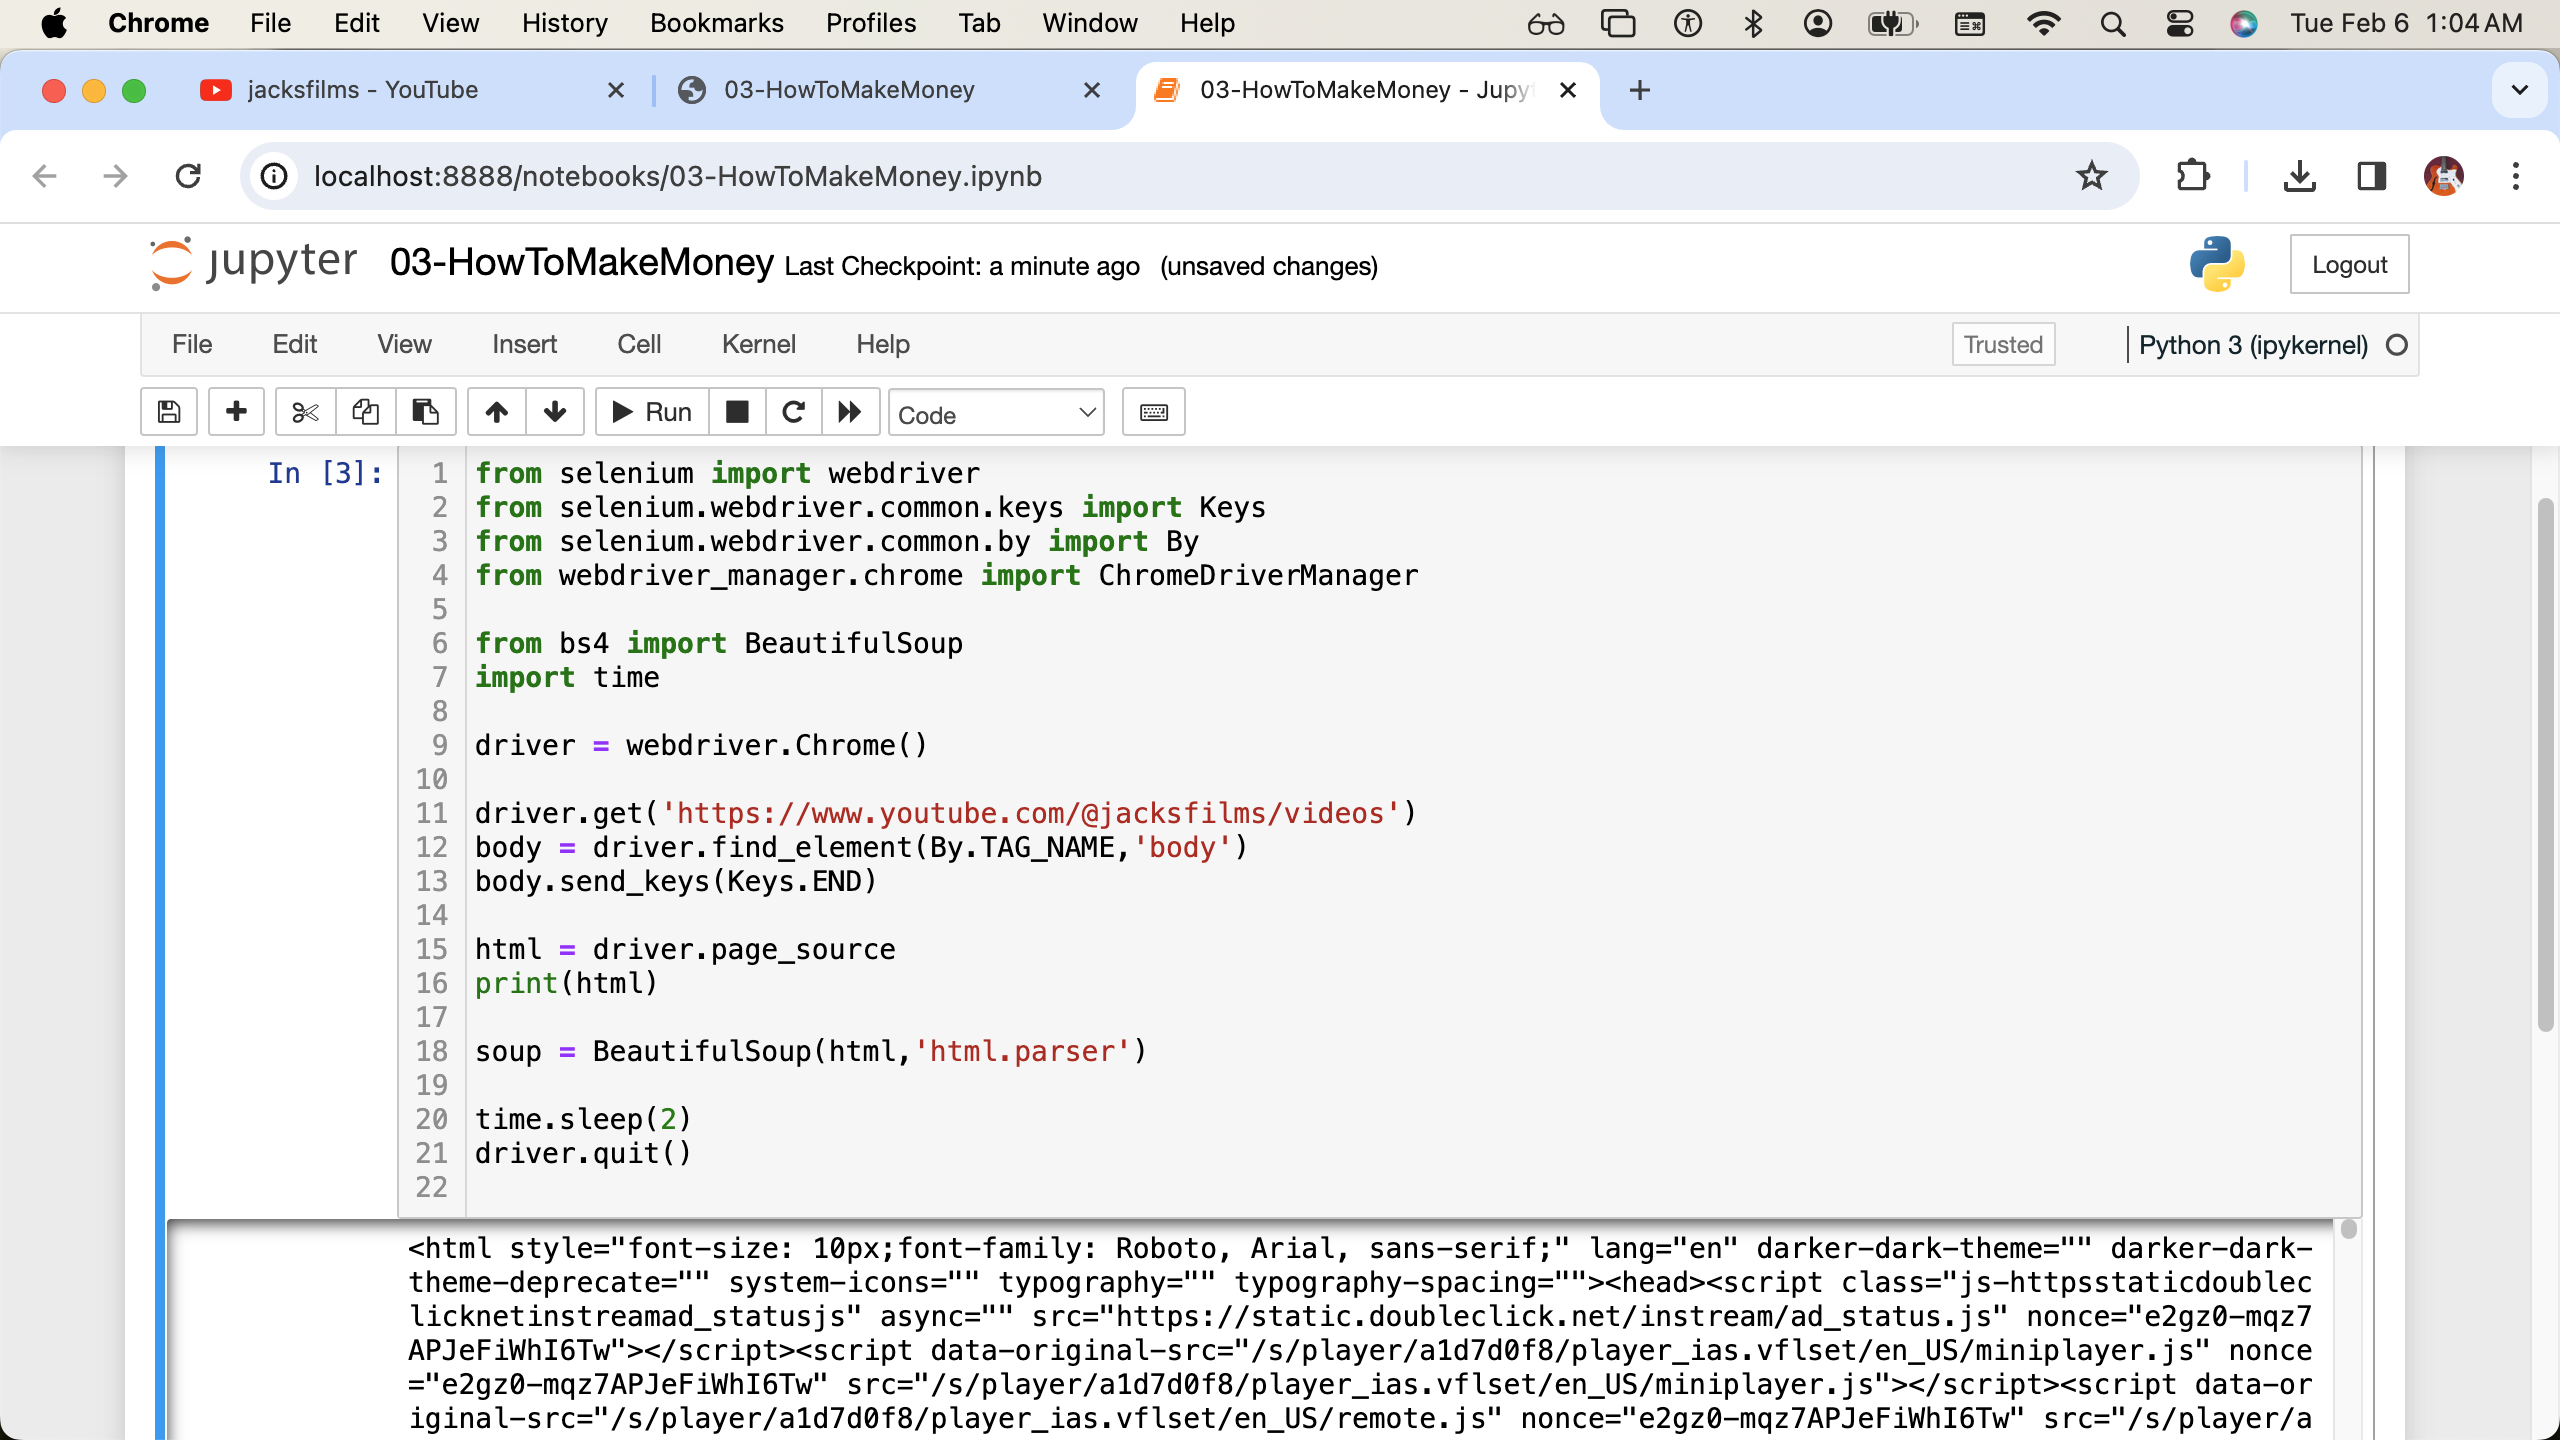 Chrome File Edit View History Bookmarks Profiles Tab Window Help Tue Feb 6 1:04 AM
jacksfilms - YouTube 03-HowToMakeMoney 03-HowToMakeMoney - Jupy
localhost:8888/notebooks/03-HowToMakeMoney.ipynb
jupyter 03-HowToMakeMoney Last Checkpoint: a minute ago (unsaved changes) Logout
File Edit View Insert Cell Kernel Help Trusted Python 3 (ipykernel)
Run Code
In [3]: 1 from selenium import webdriver
2 from selenium.webdriver.common.keys import Keys
3 from selenium.webdriver.common.by import By
4 from webdriver_manager.chrome import ChromeDriverManager
5
6 from bs4 import BeautifulSoup
7 import time
8
9 driver = webdriver.Chrome()
10
11 driver.get('https://www.youtube.com/@jacksfilms/videos')
12 body = driver.find_element(By.TAG_NAME,'body')
13 body.send_keys(Keys.END)
14
15 html = driver.page_source
16 print(html)
17
18 soup = BeautifulSoup(html,'html.parser')
19
20 time.sleep(2)
21 driver.quit()
22
<html style="font-size: 10px;font-family: Roboto, Arial, sans-serif;" lang="en" darker-dark-theme="" darker-dark-
theme-deprecate="" system-icons="" typography="" typography-spacing=""><head><script class="js-httpsstaticdoublec
licknetinstreamad_statusjs" async="" src="https://static.doubleclick.net/instream/ad_status.js" nonce="e2gz0-mqz7
APJeFiWhI6Tw"></script><script data-original-src="/s/player/a1d7d0f8/player_ias.vflset/en_US/miniplayer.js" nonce
="e2gz0-mqz7APJeFiWhI6Tw" src="/s/player/a1d7d0f8/player_ias.vflset/en_US/miniplayer.js"></script><script data-or
iginal-src="/s/player/a1d7d0f8/player_ias.vflset/en_US/remote.js" nonce="e2gz0-mqz7APJeFiWhI6Tw" src="/s/player/a